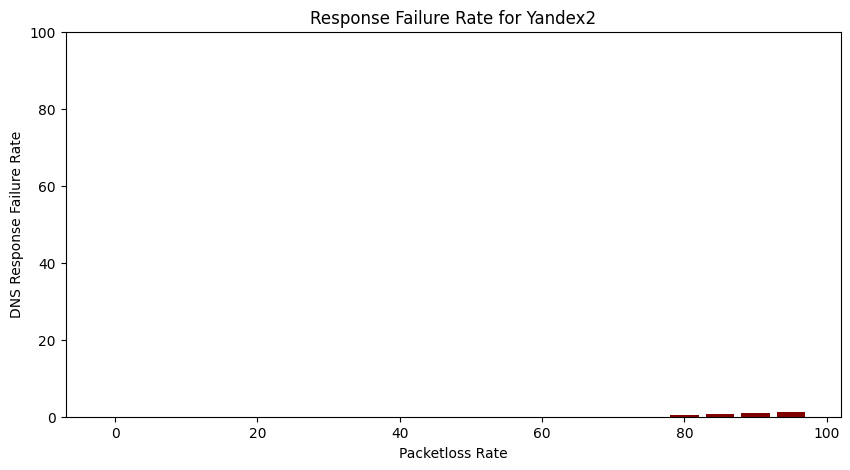 Response Failure Rate for Yandex2
100
80
60
40
20
0
DNS Response Failure Rate
0 20 40 60 80 100
Packetloss Rate